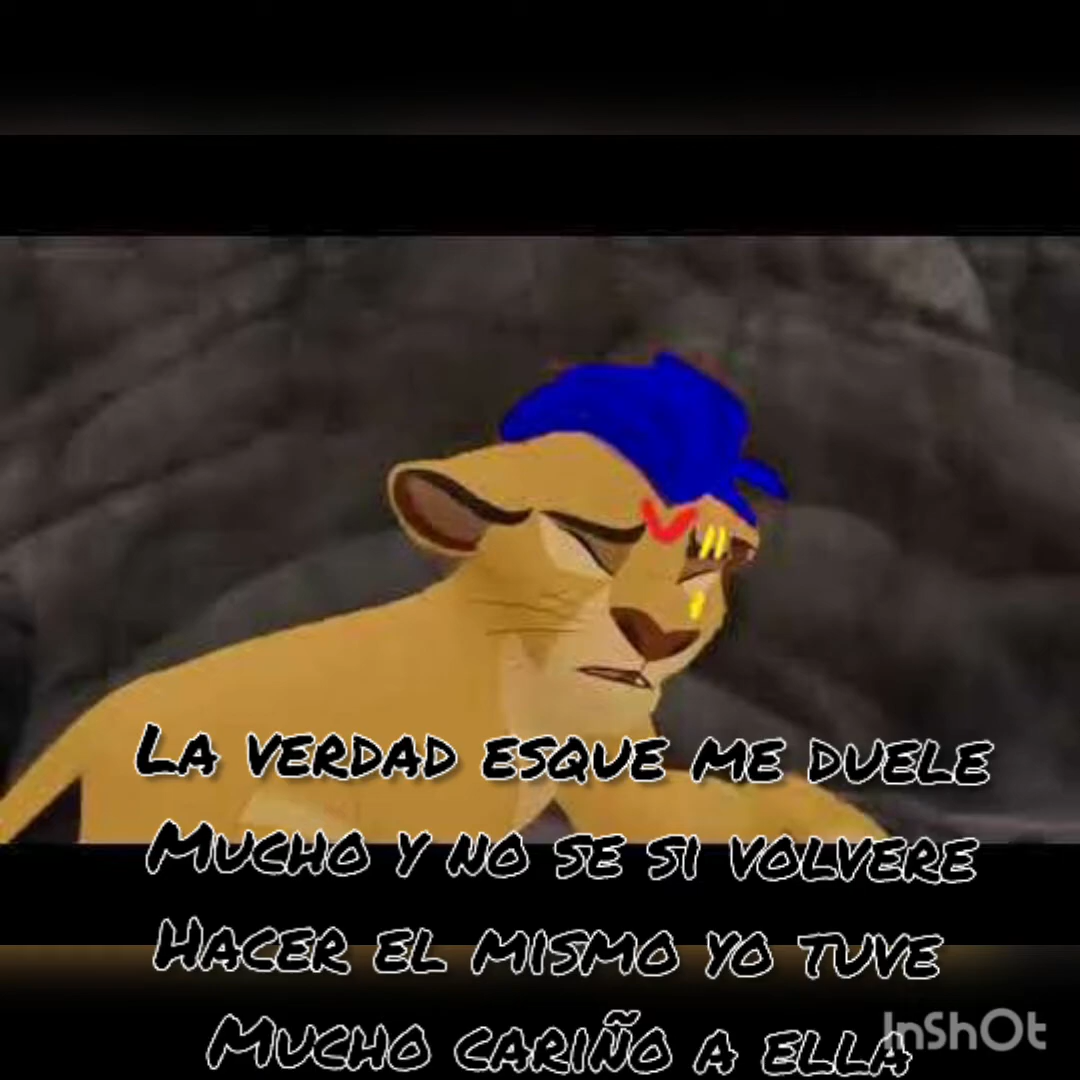 La verdad esque me duele
Mucho y no se si volvere
Hacer el mismo yo tuve
Mucho cariño a ella
InShOt